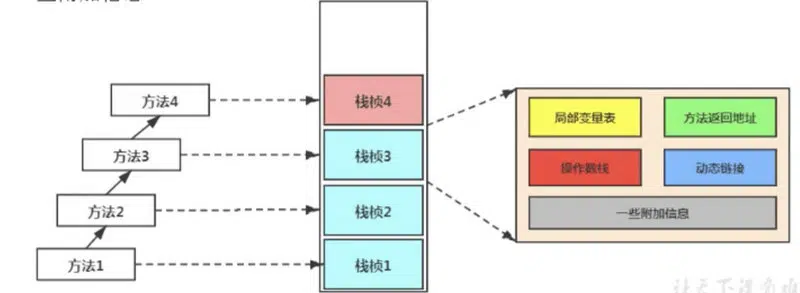 方法4
栈桢4
方法3
栈桢3
方法2
栈桢2
方法1
栈桢1
局部变量表
方法返回地址
操作数栈
动态链接
一些附加信息